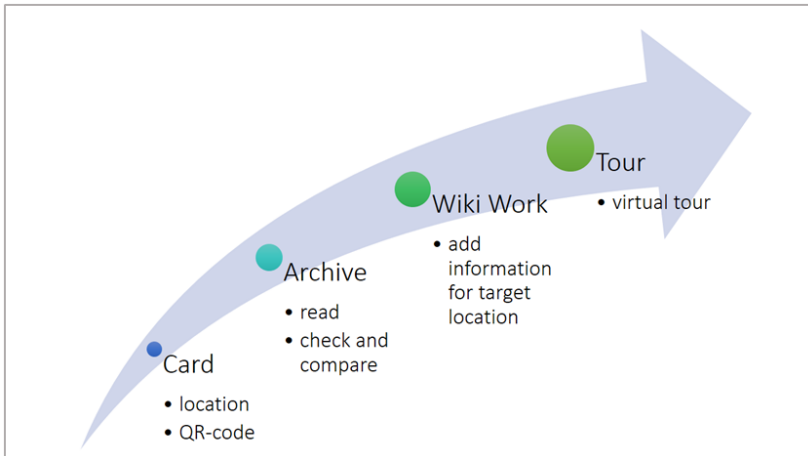 Card
• location
• QR-code
Archive
• read
• check and
compare
Wiki Work
• add
information
for target
location
Tour
• virtual tour